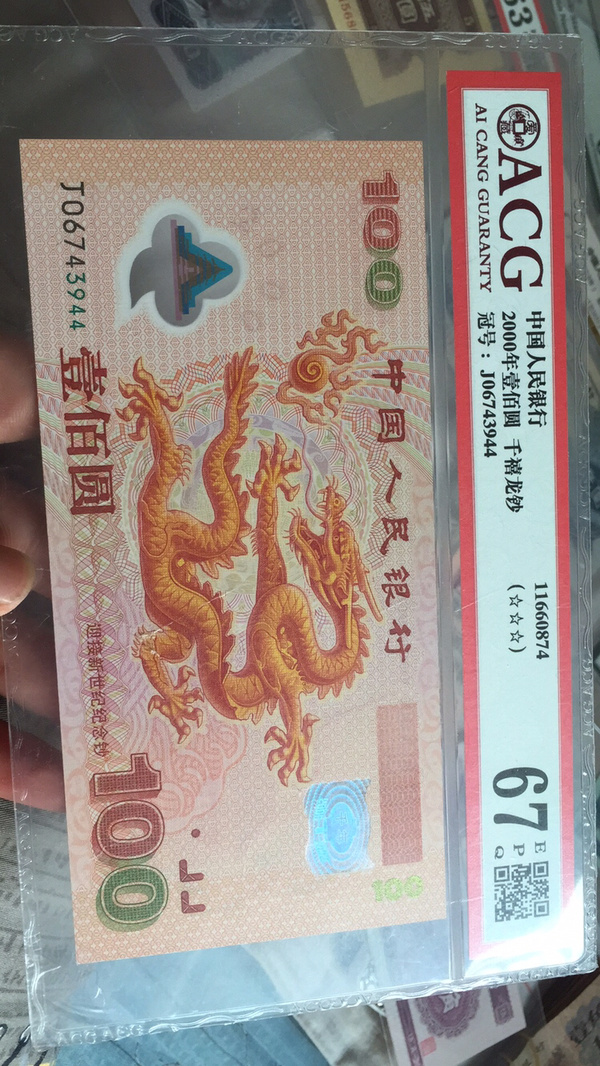 ACG
AI CANG GUARANTY
中国人民银行
2000年壹佰圆 千禧龙钞
冠号：J06743944
11660874
(☆☆☆)
67
E
P
Q
100
中国人民银行
J06743944
壹佰圆
迎接新世纪纪念钞
100
100